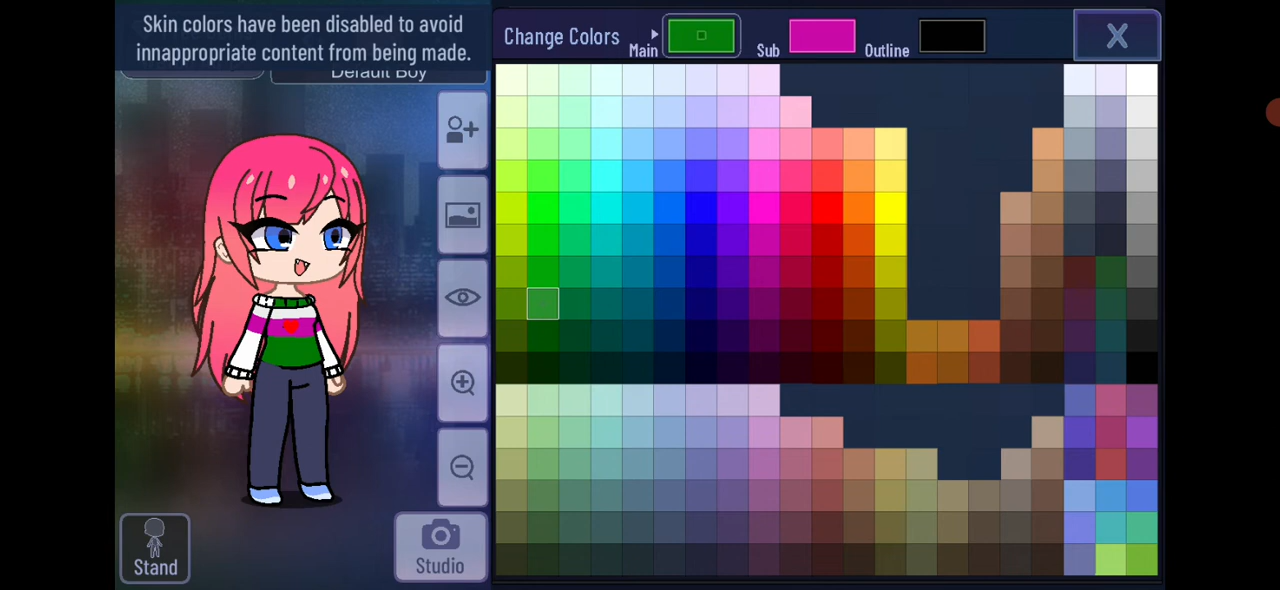 Skin colors have been disabled to avoid
innappropriate content from being made.
Default Boy
Change Colors
Main
Sub
Outline
X
Stand
Studio